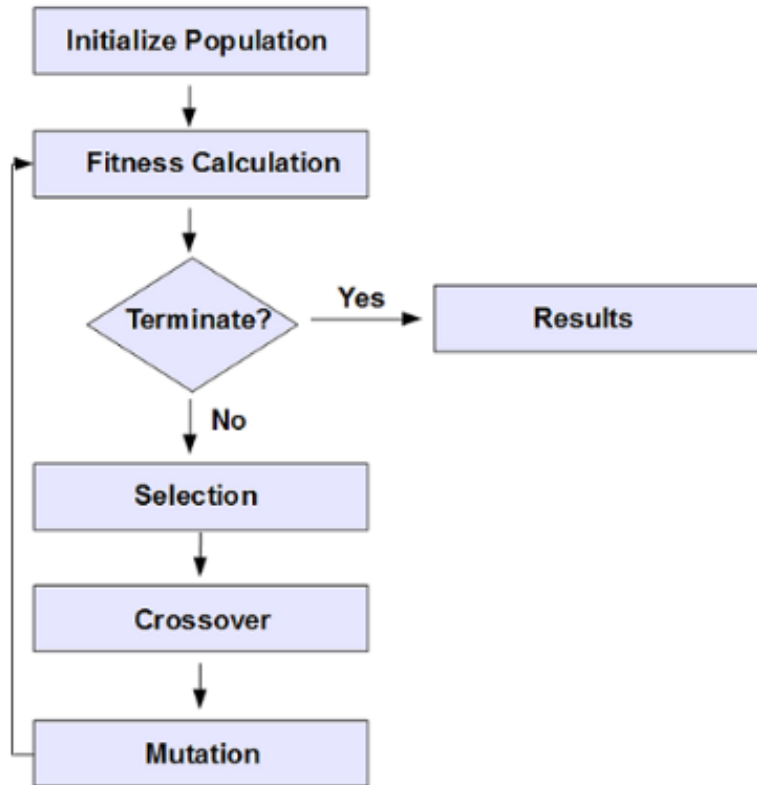 Initialize Population
Fitness Calculation
Terminate?
Yes
Results
No
Selection
Crossover
Mutation